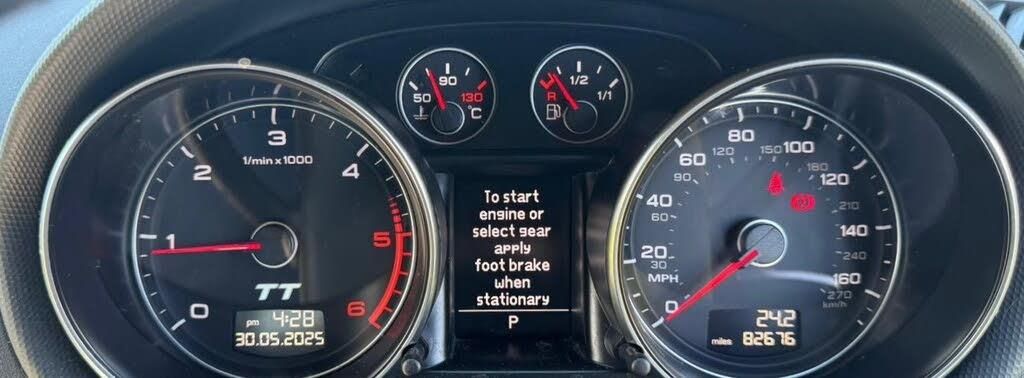 1/min x 1000
0
1
2
3
4
5
6
TT
pm 4:28
30.05.2025
50
90
130
°C
R
1/2
1/1
To start
engine or
select gear
apply
foot brake
when
stationary
P
0
20
40
60
80
100
120
140
160
MPH
30
60
90
120
150
180
210
240
270
km/h
24.2
miles 82676